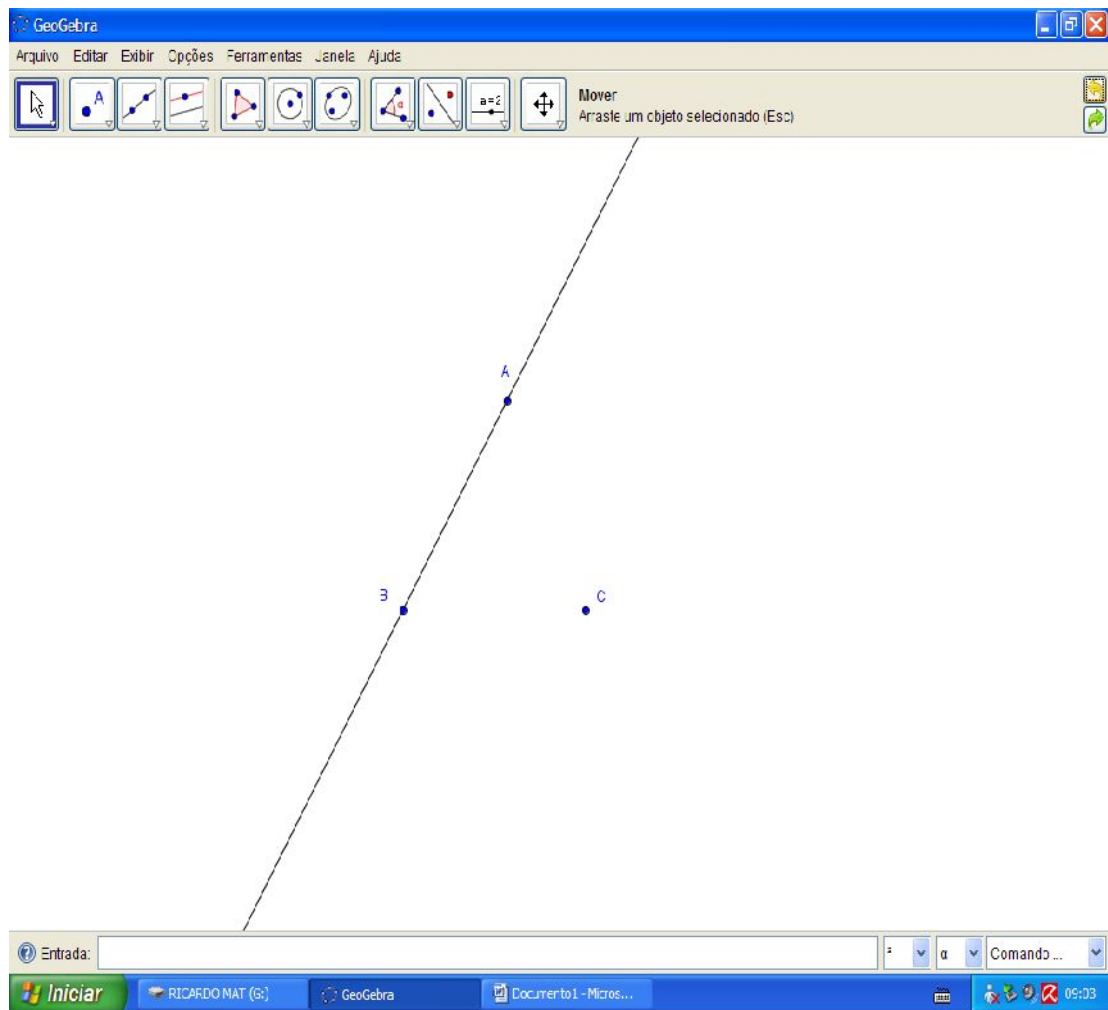 GeoGebra
Arquivo Editar Exibir Opções Ferramentas Janela Ajuda
A
α
a=2
Mover
Arraste um objeto selecionado (Esc)
A
B
C
Entrada:
α
Comando ...
Iniciar
RICARDO MAT (G:)
GeoGebra
Documento1 - Micros...
09:03